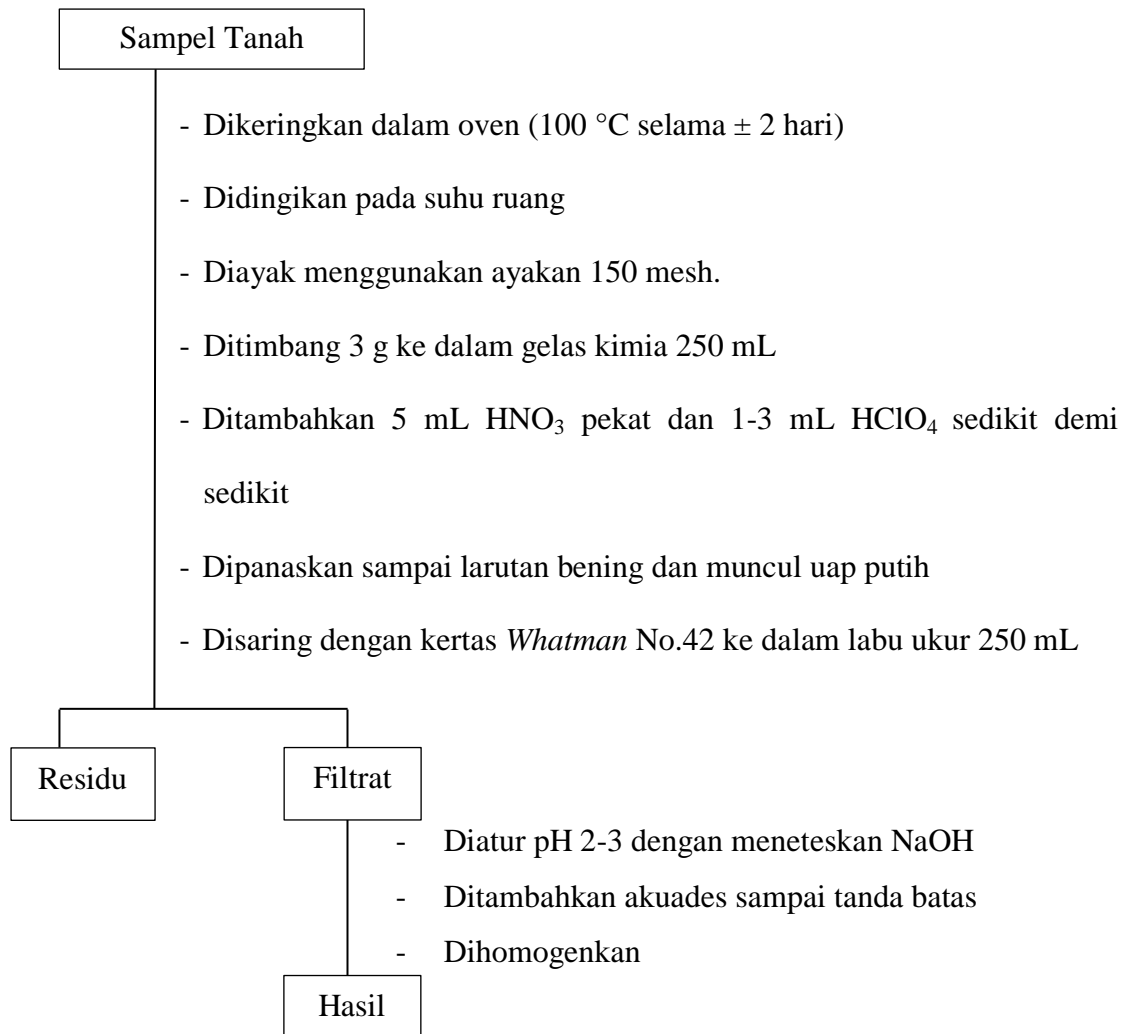 Sampel Tanah
- Dikeringkan dalam oven (100 °C selama ± 2 hari)
- Didingikan pada suhu ruang
- Diayak menggunakan ayakan 150 mesh.
- Ditimbang 3 g ke dalam gelas kimia 250 mL
- Ditambahkan 5 mL HNO₃ pekat dan 1-3 mL HClO₄ sedikit demi
sedikit
- Dipanaskan sampai larutan bening dan muncul uap putih
- Disaring dengan kertas Whatman No.42 ke dalam labu ukur 250 mL
Residu
Filtrat
- Diatur pH 2-3 dengan meneteskan NaOH
- Ditambahkan akuades sampai tanda batas
- Dihomogenkan
Hasil